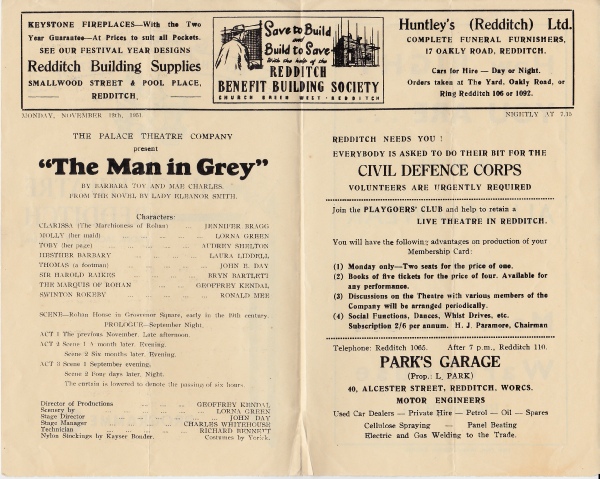 KEYSTONE FIREPLACES—With the Two
Year Guarantee—At Prices to suit all Pockets.
SEE OUR FESTIVAL YEAR DESIGNS
Redditch Building Supplies
SMALLWOOD STREET & POOL PLACE,
REDDITCH.
Save to Build
and
Build to Save
With the help of the
REDDITCH
BENEFIT BUILDING SOCIETY
CHURCH GREEN WEST · REDDITCH
Huntley's (Redditch) Ltd.
COMPLETE FUNERAL FURNISHERS,
17 OAKLY ROAD, REDDITCH.
Cars for Hire — Day or Night.
Orders taken at The Yard, Oakly Road, or
Ring Redditch 106 or 1092.
MONDAY, NOVEMBER 19th, 1951
NIGHTLY AT 7.15
THE PALACE THEATRE COMPANY
present
"The Man in Grey"
BY BARBARA TOY AND MAE CHARLES.
FROM THE NOVEL BY LADY ELEANOR SMITH.
Characters:
CLARISSA (The Marchioness of Rohan) ... JENNIFER BRAGG
MOLLY (her maid) ... LORNA GREEN
TOBY (her page) ... AUDREY SHELTON
HESTHER BARBARY ... LAURA LIDDELL
THOMAS (a footman) ... JOHN B. DAY
SIR HAROLD RAIKES ... BRYN BARTLETT
THE MARQUIS OF ROHAN ... GEOFFREY KENDAL
SWINTON ROKEBY ... RONALD MEE
SCENE—Rohan House in Grosvenor Square, early in the 19th century.
PROLOGUE—September Night.
ACT 1 The previous November. Late afternoon.
ACT 2 Scene 1 A month later. Evening.
Scene 2 Six months later. Evening.
ACT 3 Scene 1 September evening.
Scene 2 Four days later. Night.
The curtain is lowered to denote the passing of six hours.
Director of Productions ... GEOFFREY KENDAL
Scenery by ... LORNA GREEN
Stage Director ... JOHN DAY
Stage Manager ... CHARLES WHITEHOUSE
Technician ... RICHARD BENNETT
Nylon Stockings by Kayser Bondor. Costumes by Yorick.
REDDITCH NEEDS YOU !
EVERYBODY IS ASKED TO DO THEIR BIT FOR THE
CIVIL DEFENCE CORPS
VOLUNTEERS ARE URGENTLY REQUIRED
Join the PLAYGOERS' CLUB and help to retain a
LIVE THEATRE IN REDDITCH.
You will have the following advantages on production of your
Membership Card:
(1) Monday only—Two seats for the price of one.
(2) Books of five tickets for the price of four. Available for
any performance.
(3) Discussions on the Theatre with various members of the
Company will be arranged periodically.
(4) Social Functions, Dances, Whist Drives, etc.
Subscription 2/6 per annum. H. J. Paramore, Chairman
Telephone: Redditch 1065. After 7 p.m., Redditch 110.
PARK'S GARAGE
(Prop.: L. PARK)
40, ALCESTER STREET, REDDITCH, WORCS.
MOTOR ENGINEERS
Used Car Dealers — Private Hire — Petrol — Oil — Spares
Cellulose Spraying — Panel Beating
Electric and Gas Welding to the Trade.